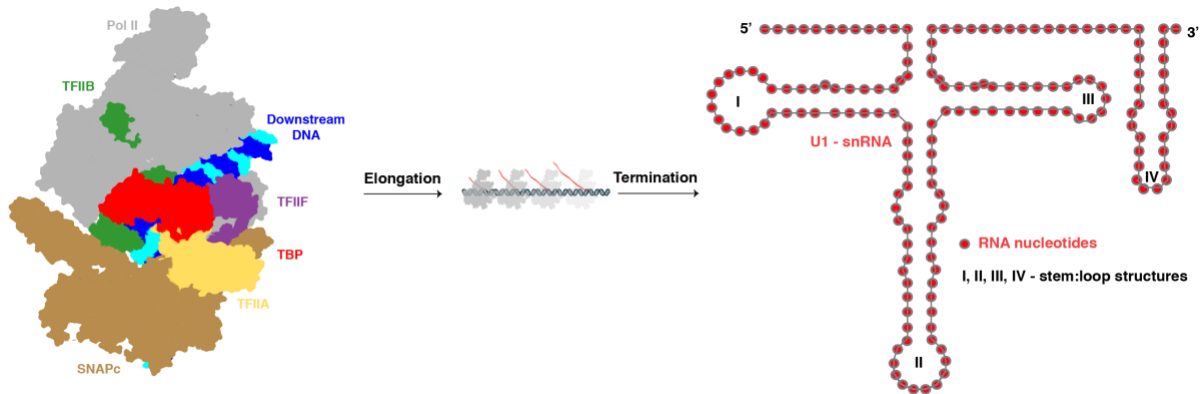 Pol II
TFIIB
Downstream
DNA
TFIIF
TBP
TFIIA
SNAPc
Elongation
Termination
5’
3’
I
III
U1 - snRNA
IV
RNA nucleotides
I, II, III, IV - stem:loop structures
II